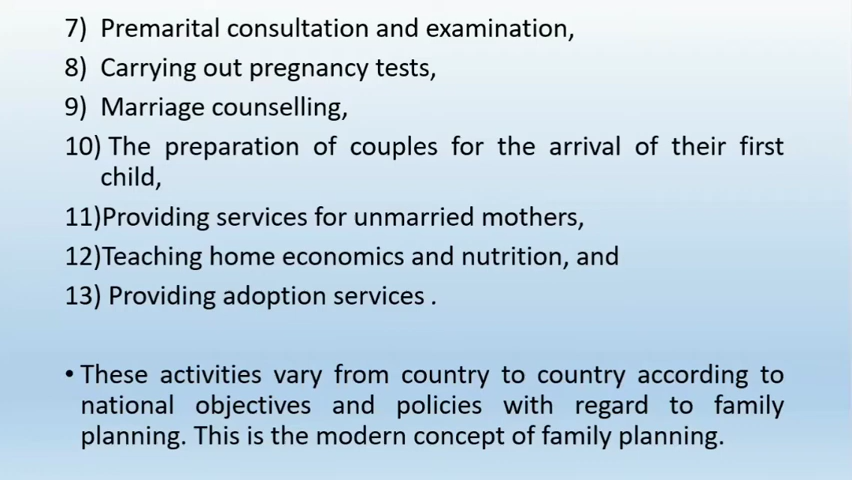 7) Premarital consultation and examination,
8) Carrying out pregnancy tests,
9) Marriage counselling,
10) The preparation of couples for the arrival of their first
child,
11)Providing services for unmarried mothers,
12)Teaching home economics and nutrition, and
13) Providing adoption services .
• These activities vary from country to country according to
national objectives and policies with regard to family
planning. This is the modern concept of family planning.